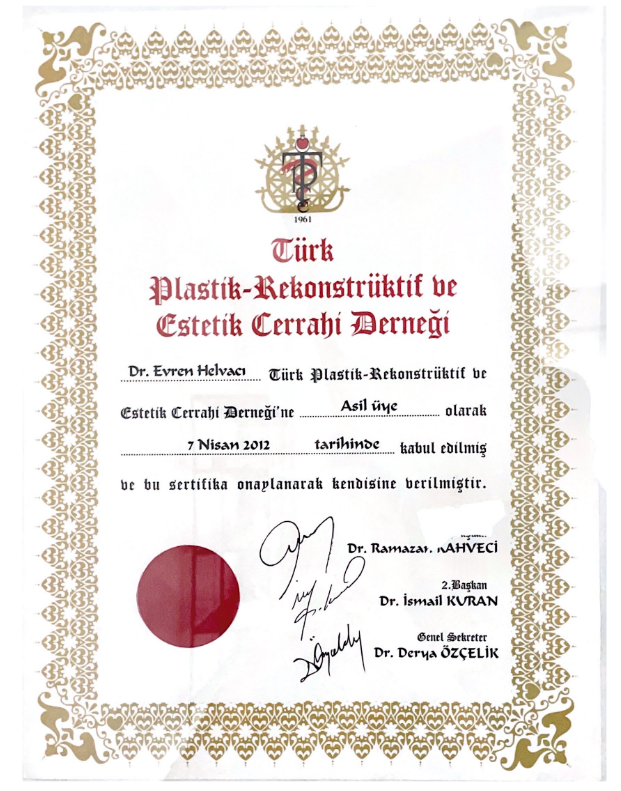 1961
Türk
Plastik-Rekonstrüktif ve
Estetik Cerrahi Derneği
Dr. Evren Helvacı Türk Plastik-Rekonstrüktif ve
Estetik Cerrahi Derneği'ne Asil üye olarak
7 Nisan 2012 tarihinde kabul edilmiş
ve bu sertifika onaylanarak kendisine verilmiştir.
Dr. KAHVECİ
2.Başkan
Dr. İsmail KURAN
Genel Sekreter
Dr. Derya ÖZÇELİK